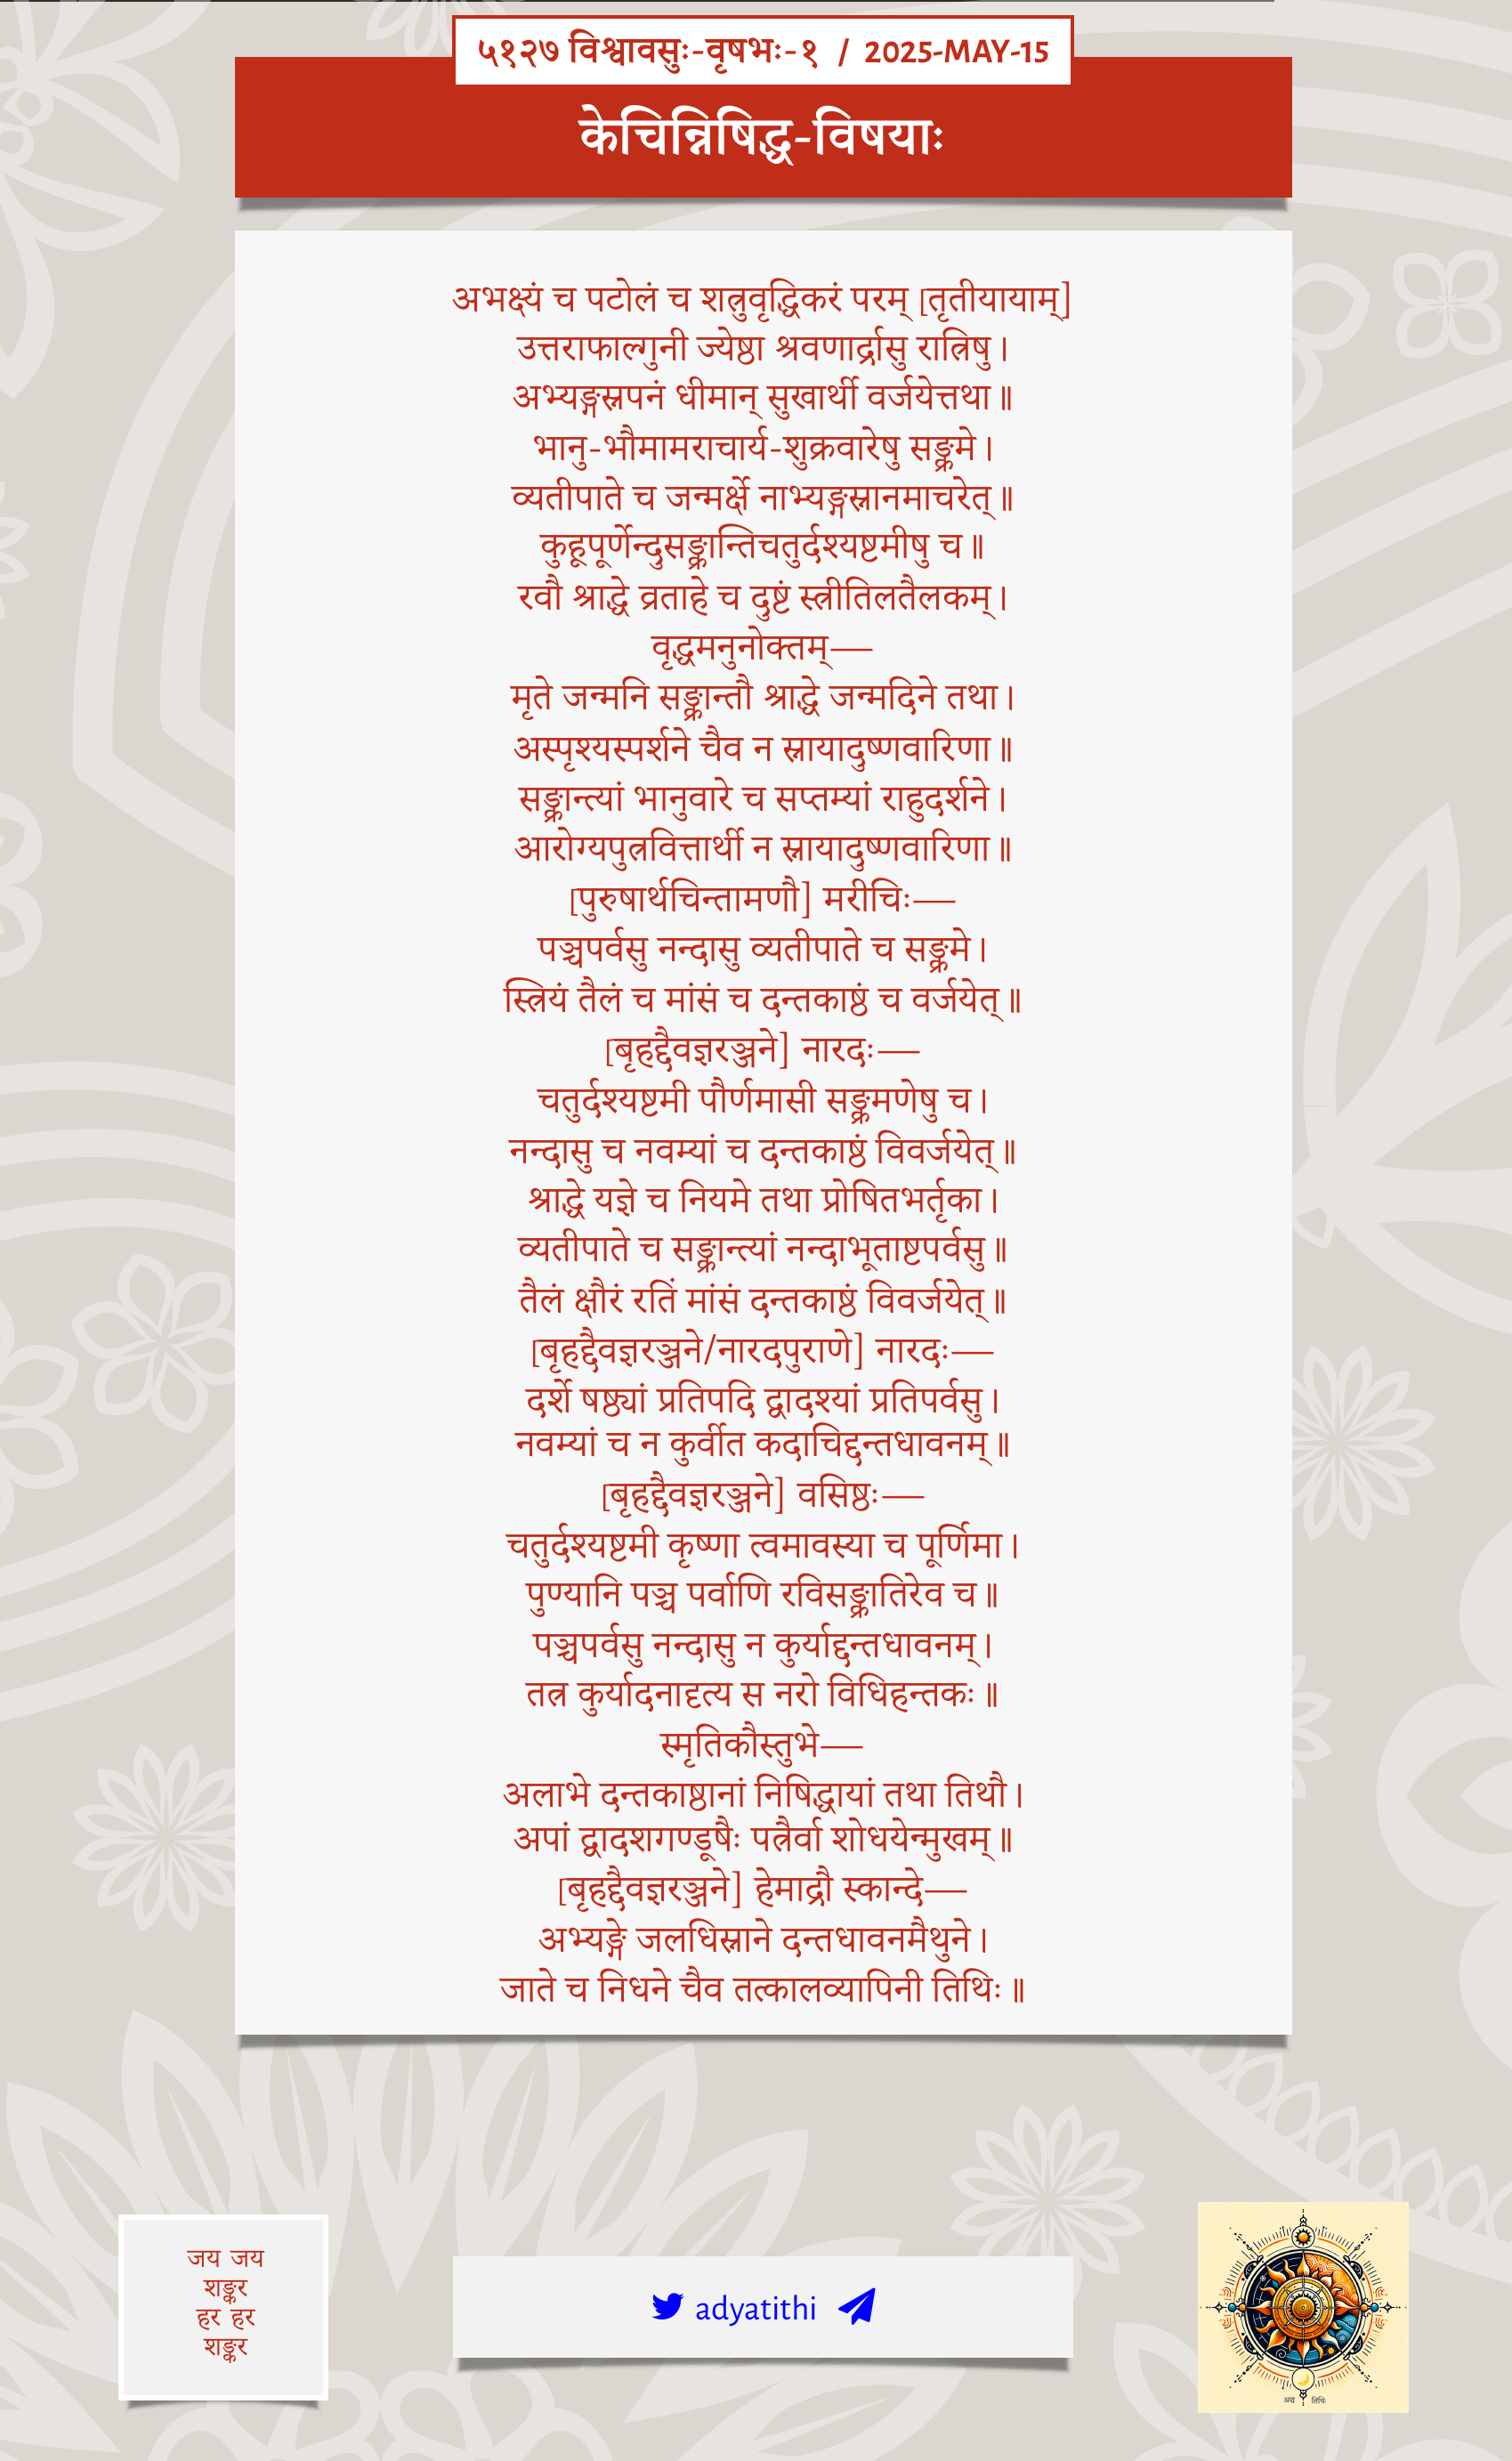 ५१२७ विश्वावसुः-वृषभः-१ / 2025-MAY-15
केचिन्निषिद्ध-विषयाः
अभक्ष्यं च पटोलं च शत्रुवृद्धिकरं परम् [तृतीयायाम्]
उत्तराफाल्गुनी ज्येष्ठा श्रवणार्द्रासु रात्रिषु।
अभ्यङ्गस्नपनं धीमान् सुखार्थी वर्जयेत्तथा॥
भानु-भौमामराचार्य-शुक्रवारेषु सङ्क्रमे।
व्यतीपाते च जन्मर्क्षे नाभ्यङ्गस्नानमाचरेत्॥
कुहूपूर्णेन्दुसङ्क्रान्तिचतुर्दश्यष्टमीषु च॥
रवौ श्राद्धे व्रताहे च दुष्टं स्त्रीतिलतैलकम्।
वृद्धमनुनोक्तम्—
मृते जन्मनि सङ्क्रान्तौ श्राद्धे जन्मदिने तथा।
अस्पृश्यस्पर्शने चैव न स्नायादुष्णवारिणा॥
सङ्क्रान्त्यां भानुवारे च सप्तम्यां राहुदर्शने।
आरोग्यपुत्रवित्तार्थी न स्नायादुष्णवारिणा॥
[पुरुषार्थचिन्तामणौ] मरीचिः—
पञ्चपर्वसु नन्दासु व्यतीपाते च सङ्क्रमे।
स्त्रियं तैलं च मांसं च दन्तकाष्ठं च वर्जयेत्॥
[बृहद्दैवज्ञरञ्जने] नारदः—
चतुर्दश्यष्टमी पौर्णमासी सङ्क्रमणेषु च।
नन्दासु च नवम्यां च दन्तकाष्ठं विवर्जयेत्॥
श्राद्धे यज्ञे च नियमे तथा प्रोषितभर्तृका।
व्यतीपाते च सङ्क्रान्त्यां नन्दाभूताष्टपर्वसु॥
तैलं क्षौरं रतिं मांसं दन्तकाष्ठं विवर्जयेत्॥
[बृहद्दैवज्ञरञ्जने/नारदपुराणे] नारदः—
दर्शे षष्ठ्यां प्रतिपदि द्वादश्यां प्रतिपर्वसु।
नवम्यां च न कुर्वीत कदाचिद्दन्तधावनम्॥
[बृहद्दैवज्ञरञ्जने] वसिष्ठः—
चतुर्दश्यष्टमी कृष्णा त्वमावस्या च पूर्णिमा।
पुण्यानि पञ्च पर्वाणि रविसङ्क्रातिरेव च॥
पञ्चपर्वसु नन्दासु न कुर्याद्दन्तधावनम्।
तत्र कुर्यादनादृत्य स नरो विधिहन्तकः॥
स्मृतिकौस्तुभे—
अलाभे दन्तकाष्ठानां निषिद्धायां तथा तिथौ।
अपां द्वादशगण्डूषैः पत्रैर्वा शोधयेन्मुखम्॥
[बृहद्दैवज्ञरञ्जने] हेमाद्रौ स्कान्दे—
अभ्यङ्गे जलधिस्नाने दन्तधावनमैथुने।
जाते च निधने चैव तत्कालव्यापिनी तिथिः॥
जय जय
शङ्कर
हर हर
शङ्कर
adyatithi
अद्य तिथिः